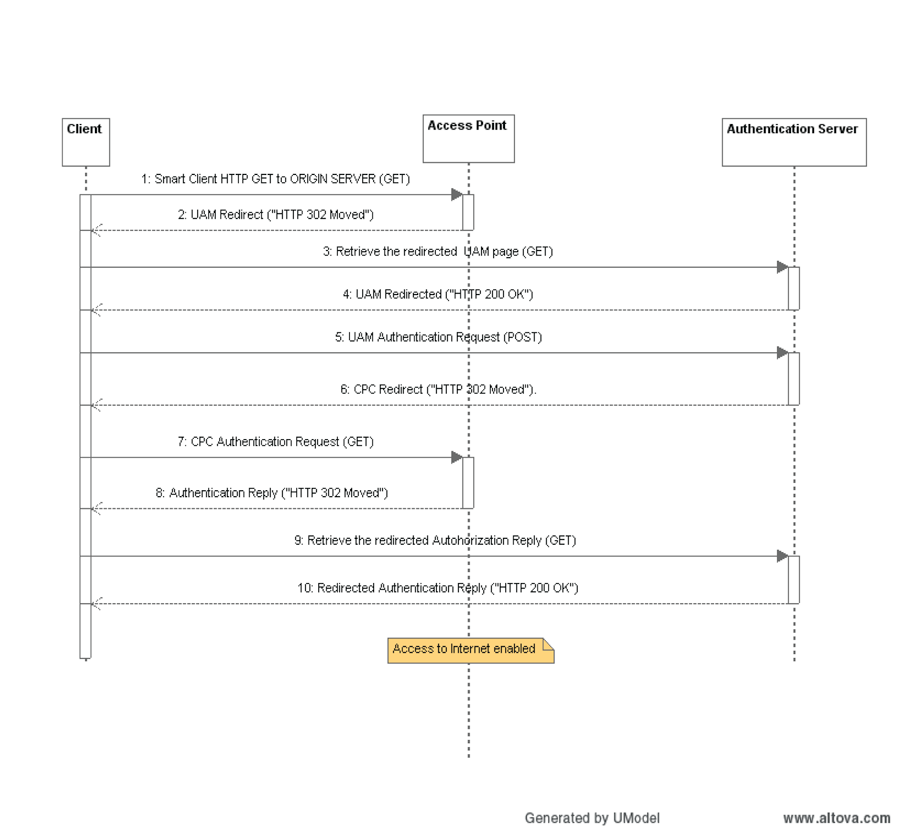 Client
Access Point
Authentication Server
1: Smart Client HTTP GET to ORIGIN SERVER (GET)
2: UAM Redirect ("HTTP 302 Moved")
3: Retrieve the redirected UAM page (GET)
4: UAM Redirected ("HTTP 200 OK")
5: UAM Authentication Request (POST)
6: CPC Redirect ("HTTP 302 Moved").
7: CPC Authentication Request (GET)
8: Authentication Reply ("HTTP 302 Moved")
9: Retrieve the redirected Autohorization Reply (GET)
10: Redirected Authentication Reply ("HTTP 200 OK")
Access to Internet enabled
Generated by UModel
www.altova.com